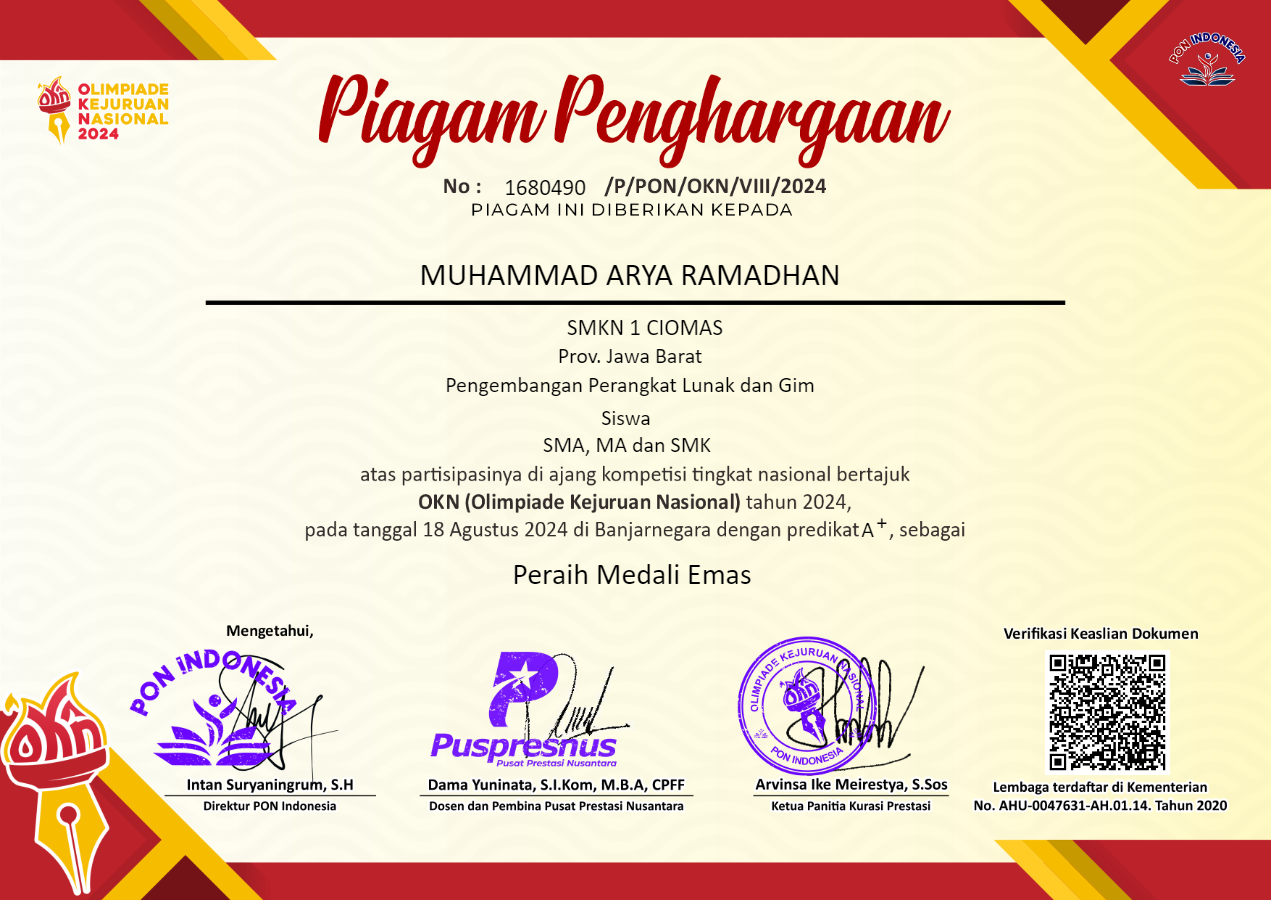 OLIMPIADE
KEJURUAN
NASIONAL
2024
OKN
PON INDONESIA
Piagam Penghargaan
No : 1680490 /P/PON/OKN/VIII/2024
PIAGAM INI DIBERIKAN KEPADA
MUHAMMAD ARYA RAMADHAN
SMKN 1 CIOMAS
Prov. Jawa Barat
Pengembangan Perangkat Lunak dan Gim
Siswa
SMA, MA dan SMK
atas partisipasinya di ajang kompetisi tingkat nasional bertajuk
OKN (Olimpiade Kejuruan Nasional) tahun 2024,
pada tanggal 18 Agustus 2024 di Banjarnegara dengan predikat A+, sebagai
Peraih Medali Emas
Mengetahui,
PON INDONESIA
Intan Suryaningrum, S.H
Direktur PON Indonesia
Puspresnus
Pusat Prestasi Nusantara
Dama Yuninata, S.I.Kom, M.B.A, CPFF
Dosen dan Pembina Pusat Prestasi Nusantara
OLIMPIADE KEJURUAN NASIONAL
OKN
PON INDONESIA
Arvinsa Ike Meirestya, S.Sos
Ketua Panitia Kurasi Prestasi
Verifikasi Keaslian Dokumen
Lembaga terdaftar di Kementerian
No. AHU-0047631-AH.01.14. Tahun 2020
OKN